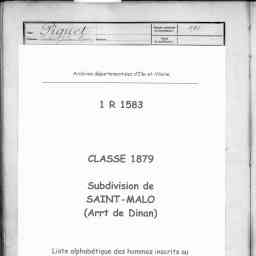 Piquet
Archives départementales d'Ille et Vilaine
1 R 1583
CLASSE 1879
Subdivision de
SAINT-MALO
(Arrt de Dinan)
Liste alphabétique des hommes inscrits au